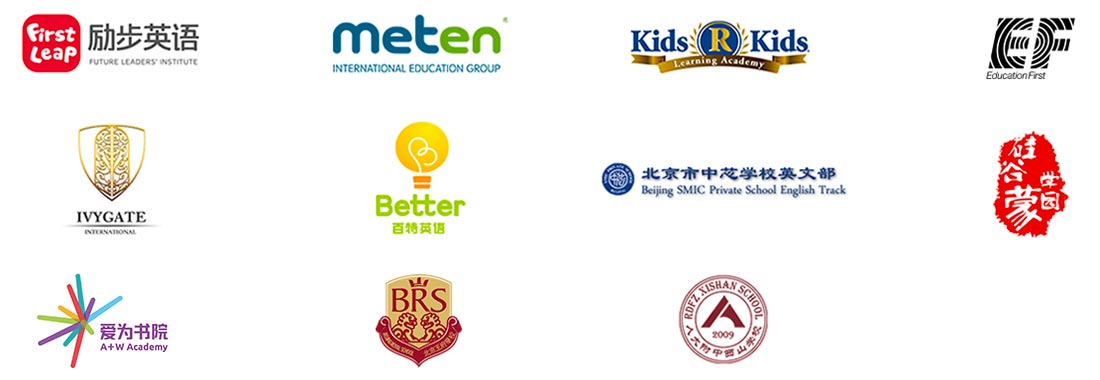 First
Leap
励步英语
FUTURE LEADERS' INSTITUTE
meten
INTERNATIONAL EDUCATION GROUP
Kids R Kids
Learning Academy
EF
Education First
IVYGATE
INTERNATIONAL
Better
百特英语
北京市中芯学校英文部
Beijing SMIC Private School English Track
硅谷
蒙
学园
爱为书院
A+W Academy
BRS
RDFZ XISHAN SCHOOL
2009
人大附中西山学校